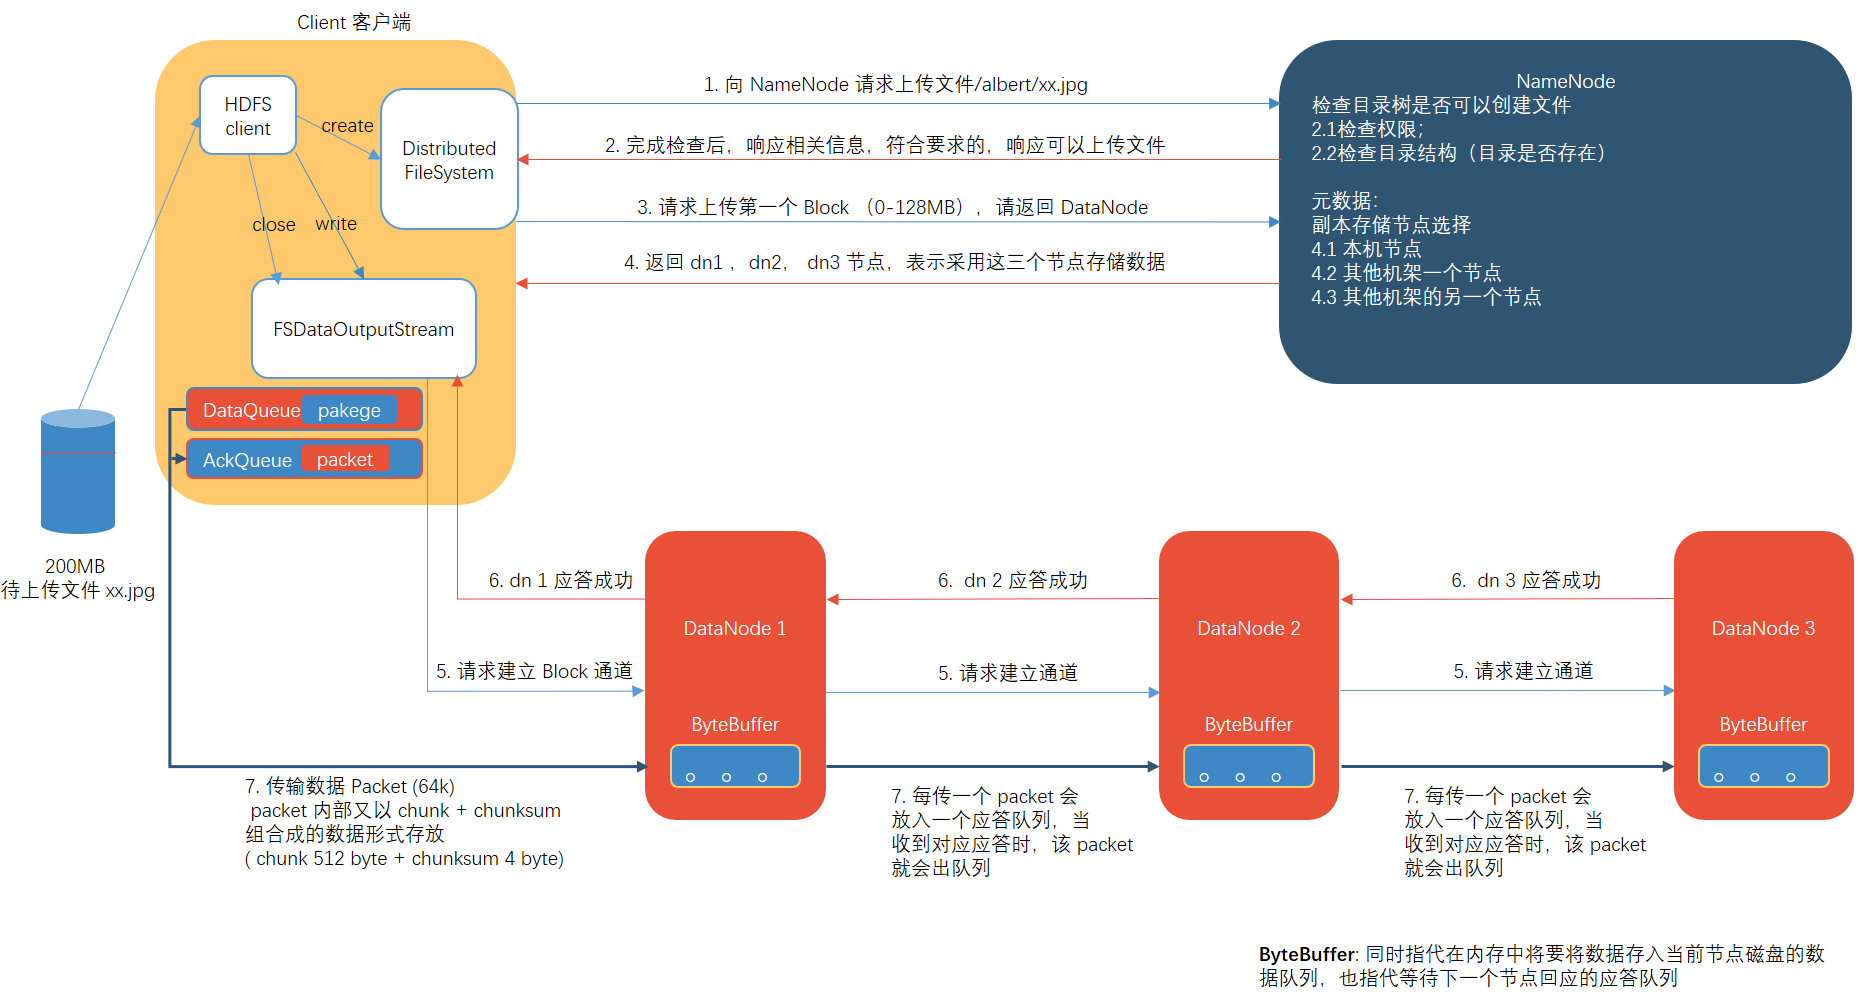 Client 客户端
HDFS
client
create
Distributed
FileSystem
close
write
FSDataOutputStream
DataQueue
pakege
AckQueue
packet
200MB
待上传文件 xx.jpg
1. 向 NameNode 请求上传文件/albert/xx.jpg
2. 完成检查后，响应相关信息，符合要求的，响应可以上传文件
3. 请求上传第一个 Block （0-128MB），请返回 DataNode
4. 返回 dn1 ，dn2， dn3 节点，表示采用这三个节点存储数据
NameNode
检查目录树是否可以创建文件
2.1检查权限；
2.2检查目录结构（目录是否存在）
元数据：
副本存储节点选择
4.1 本机节点
4.2 其他机架一个节点
4.3 其他机架的另一个节点
6. dn 1 应答成功
6. dn 2 应答成功
6. dn 3 应答成功
DataNode 1
DataNode 2
DataNode 3
5. 请求建立 Block 通道
5. 请求建立通道
5. 请求建立通道
ByteBuffer
ByteBuffer
ByteBuffer
7. 传输数据 Packet (64k)
packet 内部又以 chunk + chunksum
组合成的数据形式存放
( chunk 512 byte + chunksum 4 byte)
7. 每传一个 packet 会
放入一个应答队列，当
收到对应应答时，该 packet
就会出队列
7. 每传一个 packet 会
放入一个应答队列，当
收到对应应答时，该 packet
就会出队列
ByteBuffer: 同时指代在内存中将要将数据存入当前节点磁盘的数
据队列，也指代等待下一个节点回应的应答队列